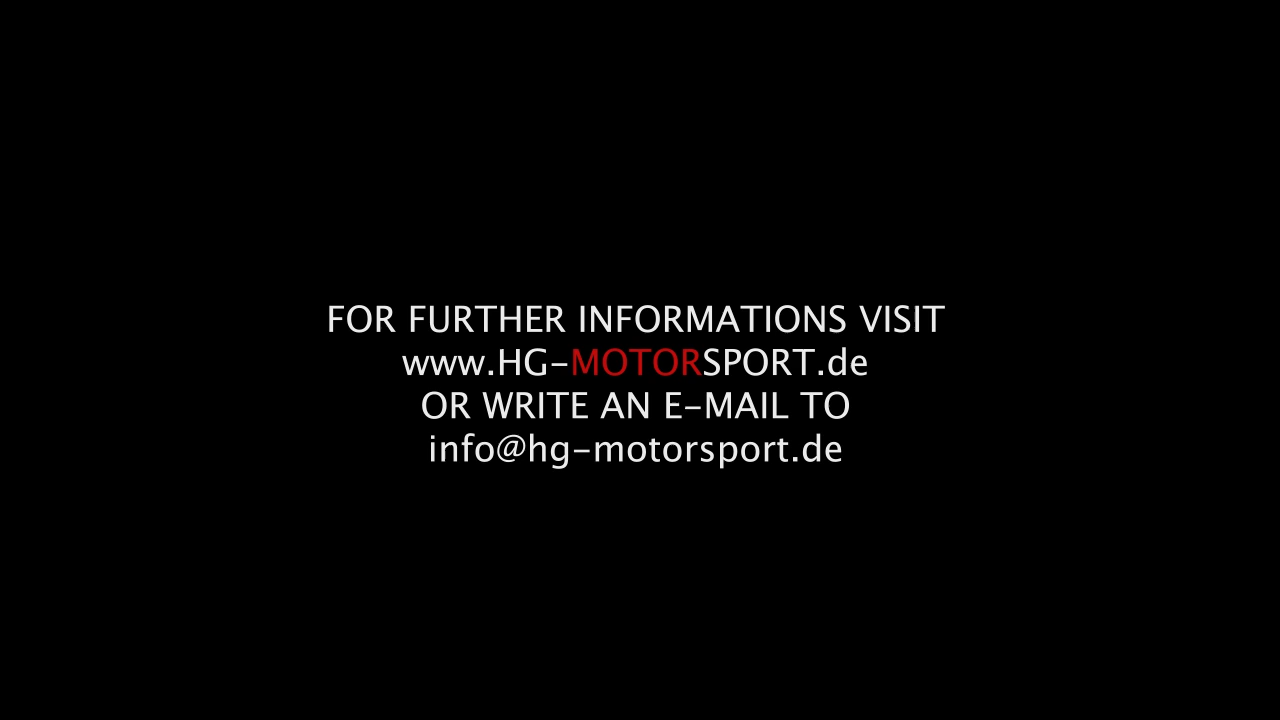 FOR FURTHER INFORMATIONS VISIT
www.HG-MOTORSPORT.de
OR WRITE AN E-MAIL TO
info@hg-motorsport.de